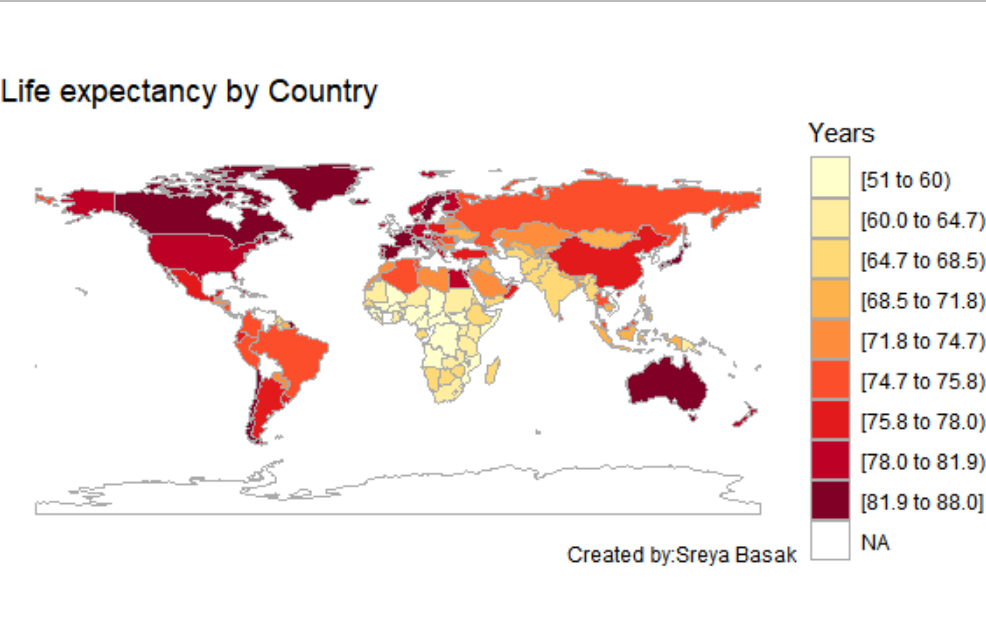 Life expectancy by Country
Years
[51 to 60)
[60.0 to 64.7)
[64.7 to 68.5)
[68.5 to 71.8)
[71.8 to 74.7)
[74.7 to 75.8)
[75.8 to 78.0)
[78.0 to 81.9)
[81.9 to 88.0]
NA
Created by:Sreya Basak